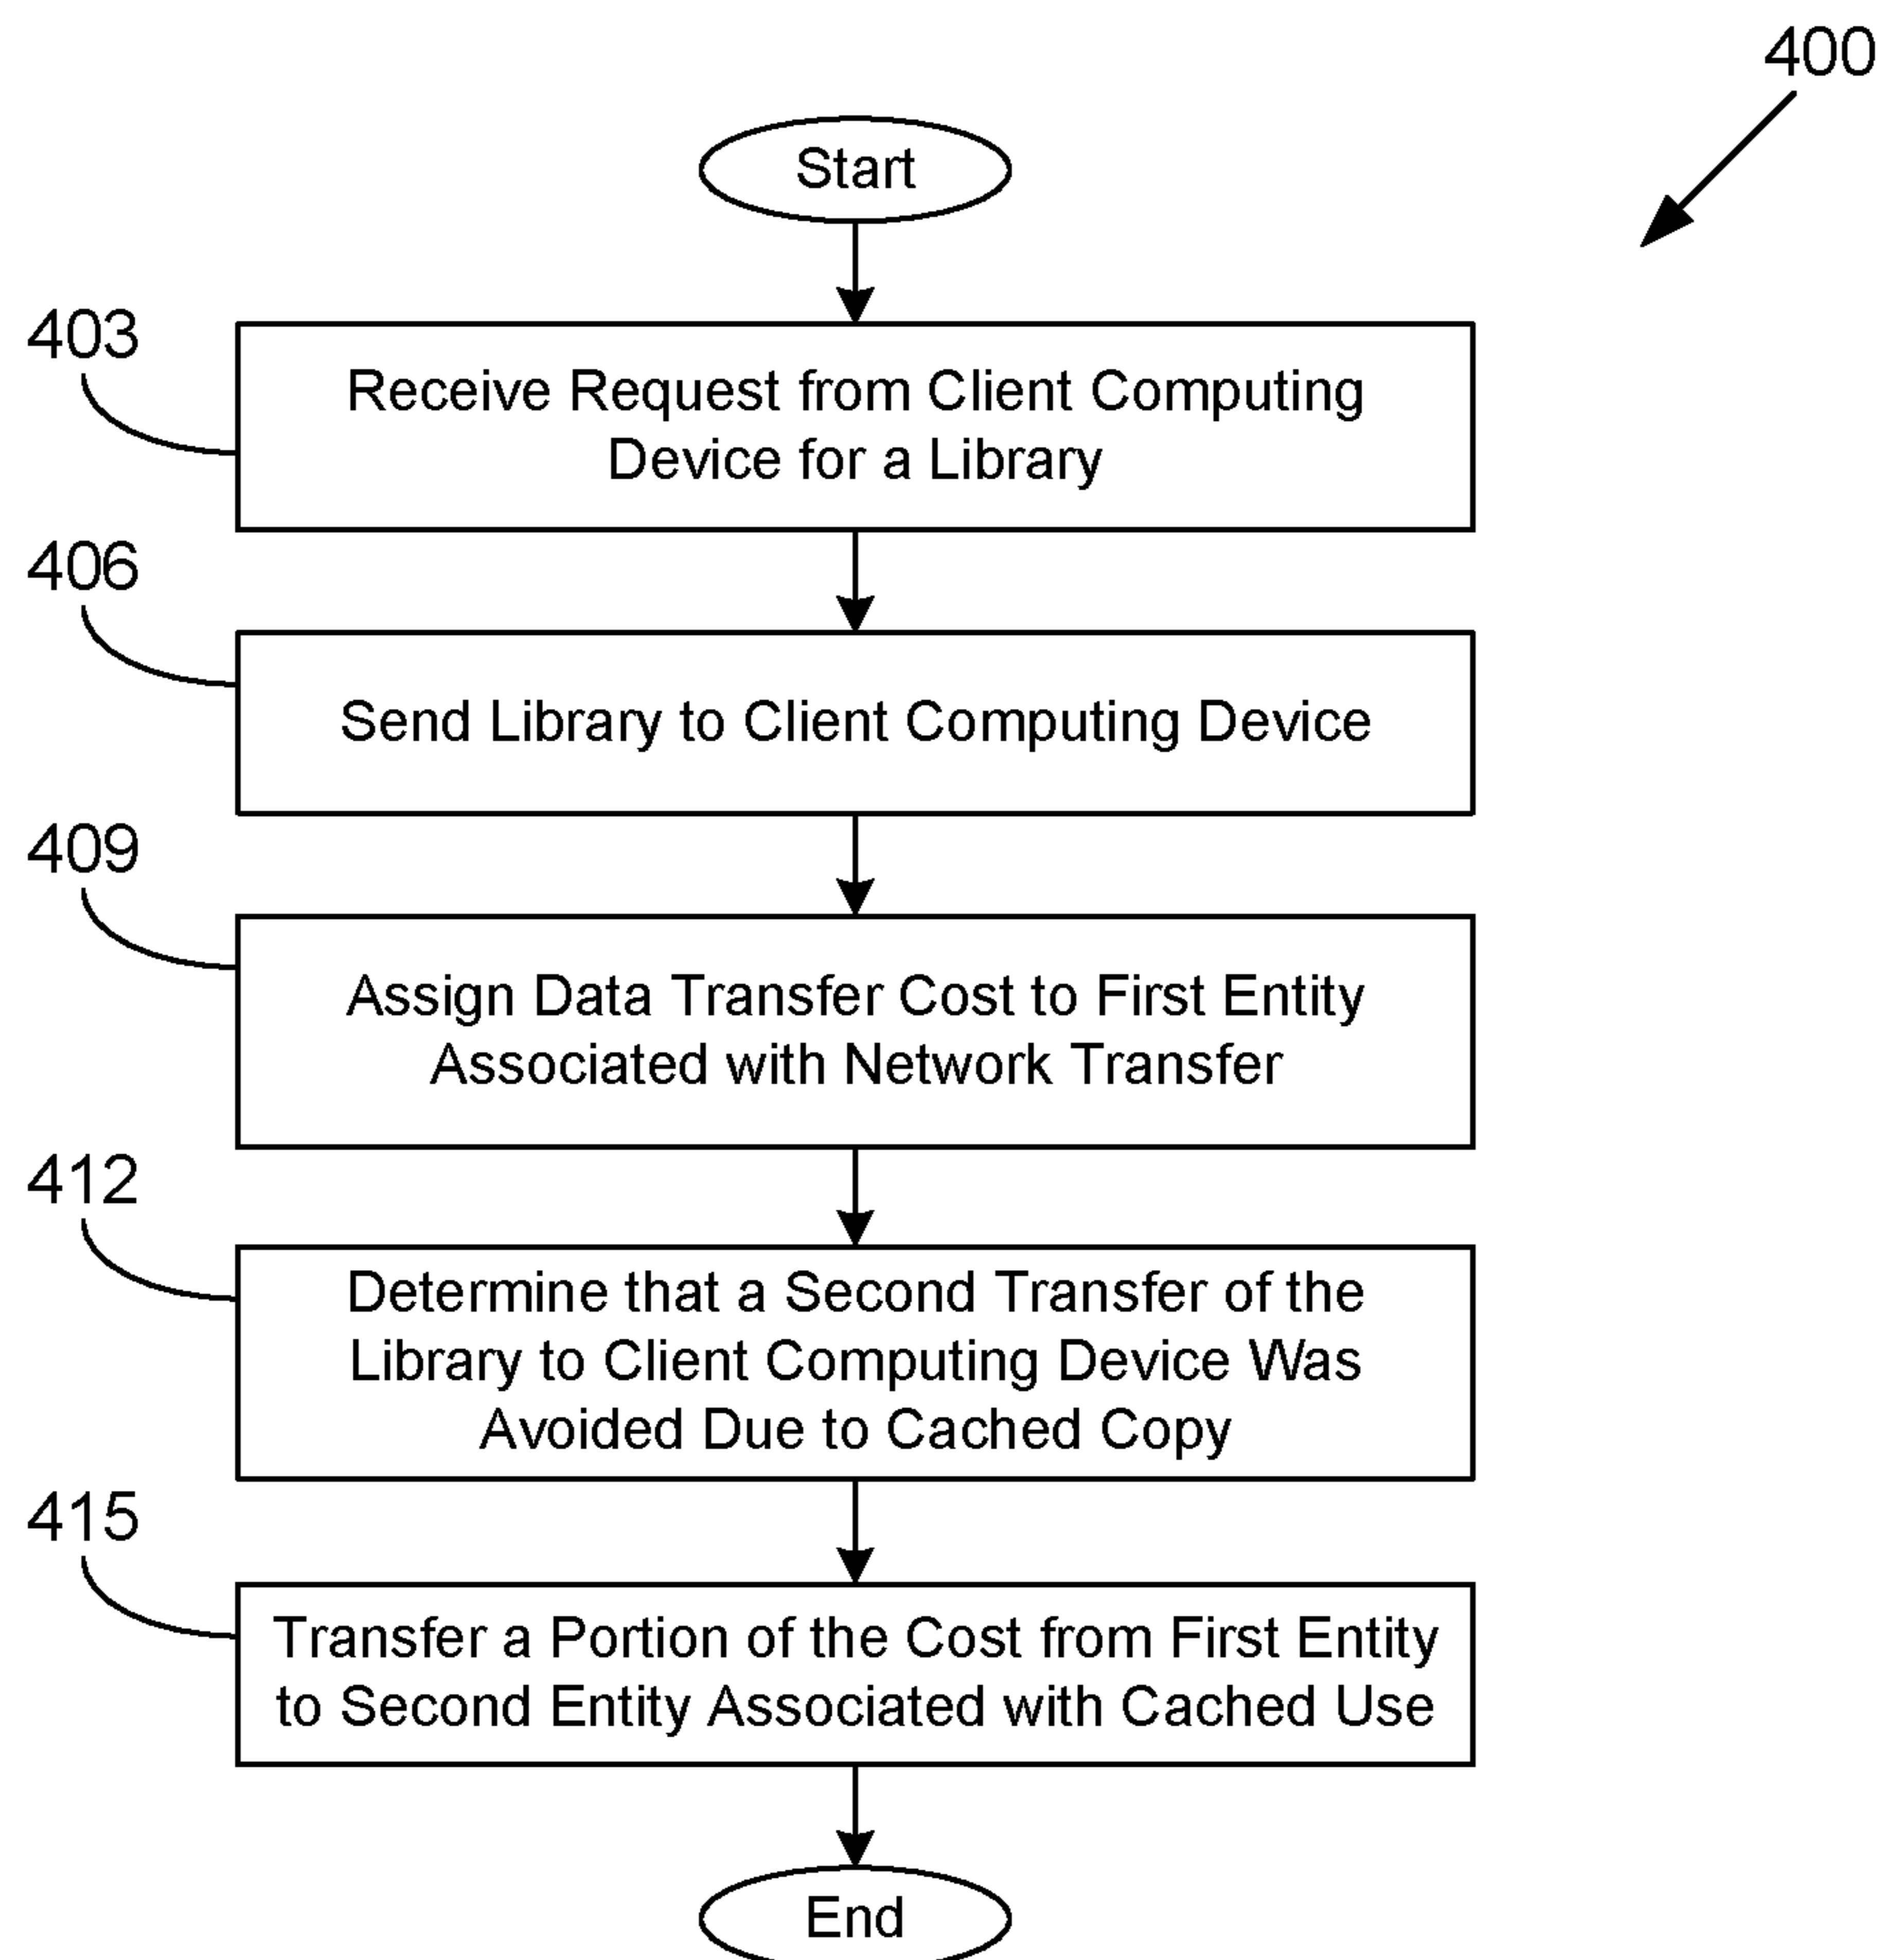 400
Start
403
Receive Request from Client Computing
Device for a Library
406
Send Library to Client Computing Device
409
Assign Data Transfer Cost to First Entity
Associated with Network Transfer
412
Determine that a Second Transfer of the
Library to Client Computing Device Was
Avoided Due to Cached Copy
415
Transfer a Portion of the Cost from First Entity
to Second Entity Associated with Cached Use
End